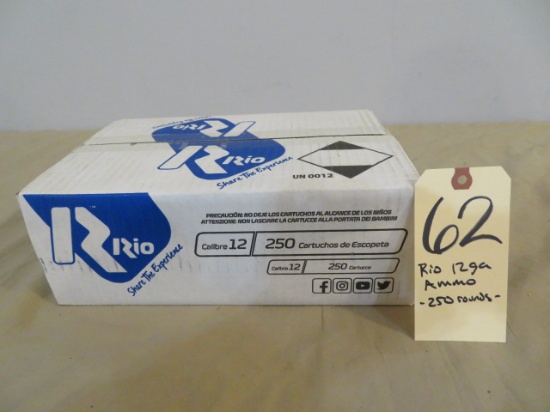 Rio
Rio
Share The Experience
UN 0012
R Rio
Share The Experience
PRECAUCIÓN: NO DEJE LOS CARTUCHOS AL ALCANCE DE LOS NIÑOS
ATTENZIONE: NON LASCIARE LA CARTUCCE ALLA PORTATA DEI BAMBINI
Calibre 12 250 Cartuchos de Escopeta
Calibro 12 250 Cartucce
62
Rio 12ga
Ammo
-250 rounds-